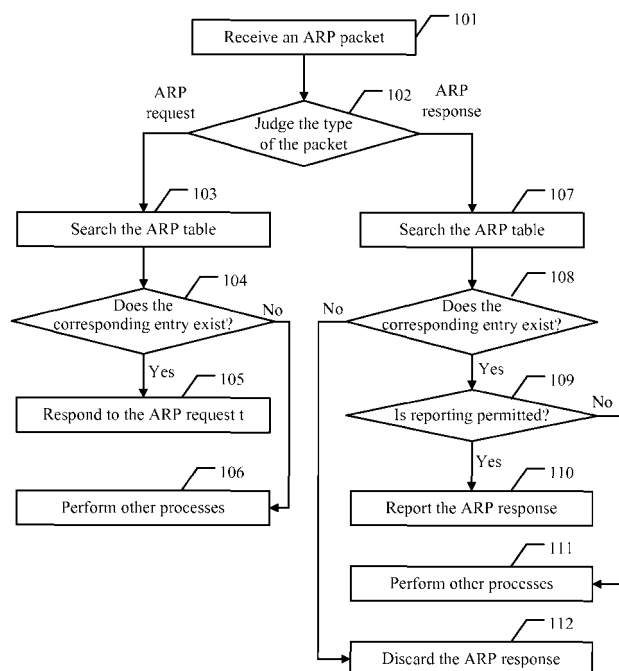 101
Receive an ARP packet
ARP
request
102
ARP
response
Judge the type
of the packet
103
Search the ARP table
107
Search the ARP table
104
Does the
corresponding entry exist?
No
108
No
Does the
corresponding entry exist?
Yes
105
Respond to the ARP request t
Yes
109
Is reporting permitted?
No
106
Perform other processes
Yes
110
Report the ARP response
111
Perform other processes
112
Discard the ARP response